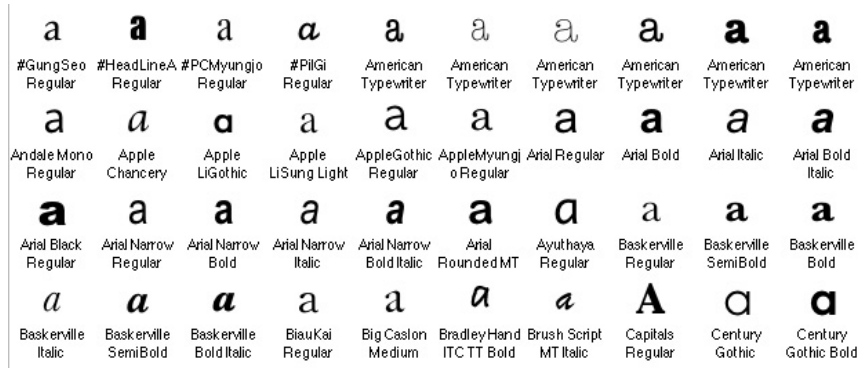 a a a a a a a a a a
#GungSeo #HeadLineA #PCMyungjo #PilGi American American American American American American
Regular Regular Regular Regular Typewriter Typewriter Typewriter Typewriter Typewriter Typewriter
a a a a a a a a a a
Andale Mono Apple Apple Apple AppleGothic AppleMyungj Arial Regular Arial Bold Arial Italic Arial Bold
Regular Chancery LiGothic LiSung Light Regular o Regular Italic
a a a a a a a a a a
Arial Black Arial Narrow Arial Narrow Arial Narrow Arial Narrow Arial Ayuthaya Baskerville Baskerville Baskerville
Regular Regular Bold Italic Bold Italic Rounded MT Regular Regular SemiBold Bold
a a a a a a a A a a
Baskerville Baskerville Baskerville BiauKai Big Caslon Bradley Hand Brush Script Capitals Century Century
Italic SemiBold Bold Italic Regular Medium ITC TT Bold MT Italic Regular Gothic Gothic Bold